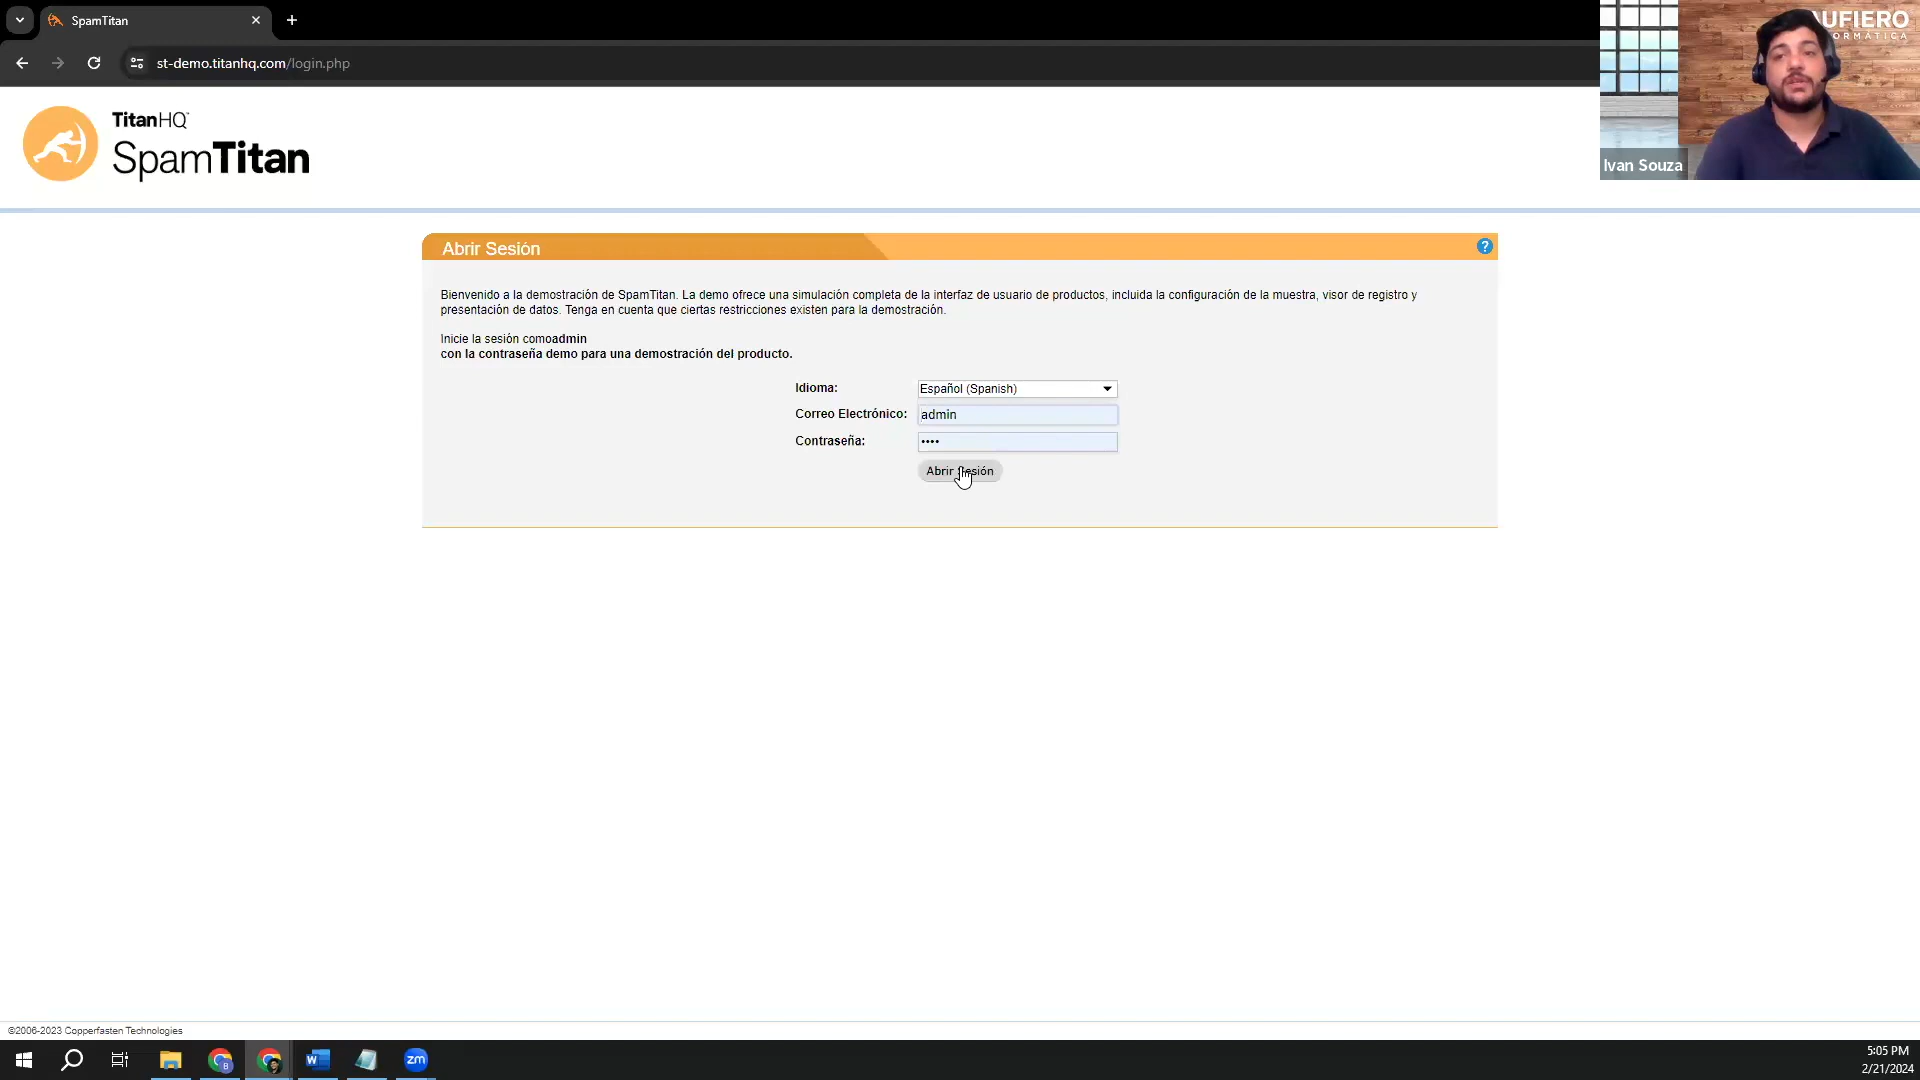 SpamTitan
st-demo.titanhq.com/login.php
UFIERO
ORMÁTICA
Ivan Souza
TitanHQ
SpamTitan
Abrir Sesión
?
Bienvenido a la demostración de SpamTitan. La demo ofrece una simulación completa de la interfaz de usuario de productos, incluida la configuración de la muestra, visor de registro y
presentación de datos. Tenga en cuenta que ciertas restricciones existen para la demostración.
Inicie la sesión comoadmin
con la contraseña demo para una demostración del producto.
Idioma: Español (Spanish)
Correo Electrónico: admin
Contraseña: ••••
Abrir Sesión
©2006-2023 Copperfasten Technologies
B
W
zm
5:05 PM
2/21/2024